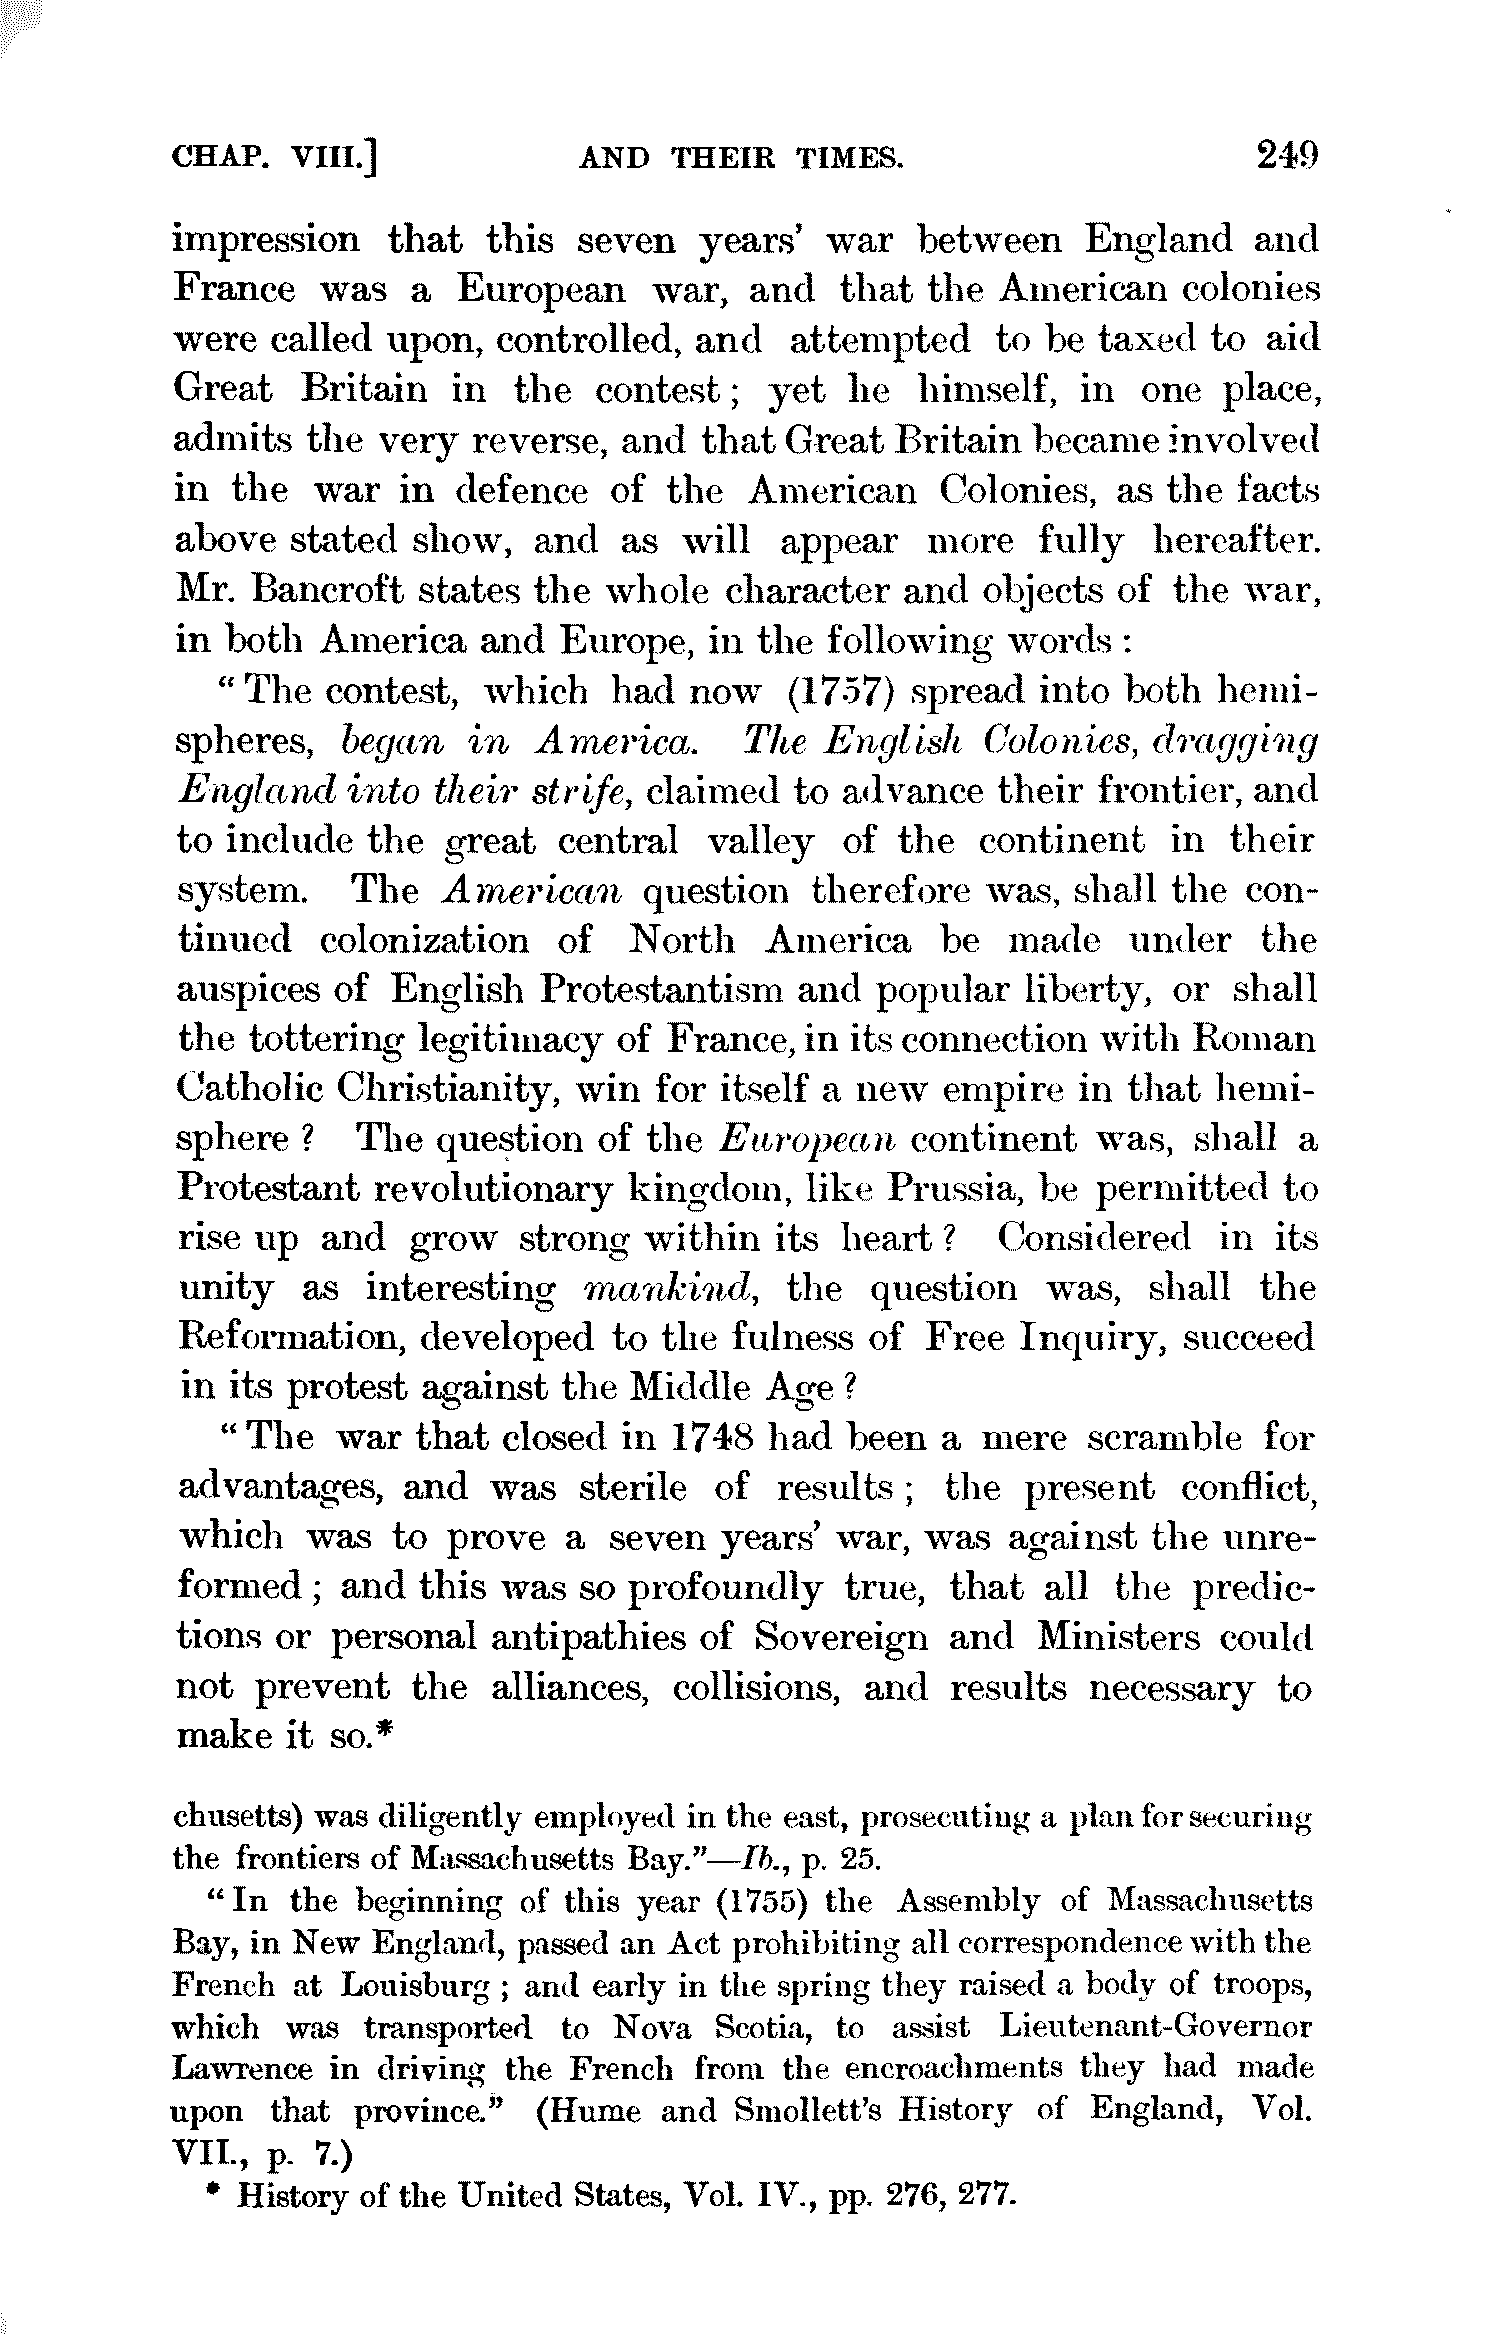 CHAP. VIII.] AND THEIR TIMES. 249
impression that this seven years' war between England and
France was a European war, and that the American colonies
were called upon, controlled, and attempted to be taxed to aid
Great Britain in the contest; yet he himself, in one place,
admits the very reverse, and that Great Britain became involved
in the war in defence of the American Colonies, as the facts
above stated show, and as will appear more fully hereafter.
Mr. Bancroft states the whole character and objects of the war,
in both America and Europe, in the following words:
"The contest, which had now (1757) spread into both hemi-
spheres, began in America. The English Colonies, dragging
England into their strife, claimed to advance their frontier, and
to include the great central valley of the continent in their
system. The American question therefore was, shall the con-
tinued colonization of North America be made under the
auspices of English Protestantism and popular liberty, or shall
the tottering legitimacy of France, in its connection with Roman
Catholic Christianity, win for itself a new empire in that hemi-
sphere? The question of the European continent was, shall a
Protestant revolutionary kingdom, like Prussia, be permitted to
rise up and grow strong within its heart? Considered in its
unity as interesting mankind, the question was, shall the
Reformation, developed to the fulness of Free Inquiry, succeed
in its protest against the Middle Age?
"The war that closed in 1748 had been a mere scramble for
advantages, and was sterile of results; the present conflict,
which was to prove a seven years' war, was against the unre-
formed; and this was so profoundly true, that all the predic-
tions or personal antipathies of Sovereign and Ministers could
not prevent the alliances, collisions, and results necessary to
make it so.*
chusetts) was diligently employed in the east, prosecuting a plan for securing
the frontiers of Massachusetts Bay."—Ib., p. 25.
"In the beginning of this year (1755) the Assembly of Massachusetts
Bay, in New England, passed an Act prohibiting all correspondence with the
French at Louisburg; and early in the spring they raised a body of troops,
which was transported to Nova Scotia, to assist Lieutenant-Governor
Lawrence in driving the French from the encroachments they had made
upon that province." (Hume and Smollett's History of England, Vol.
VII., p. 7.)
* History of the United States, Vol. IV., pp. 276, 277.